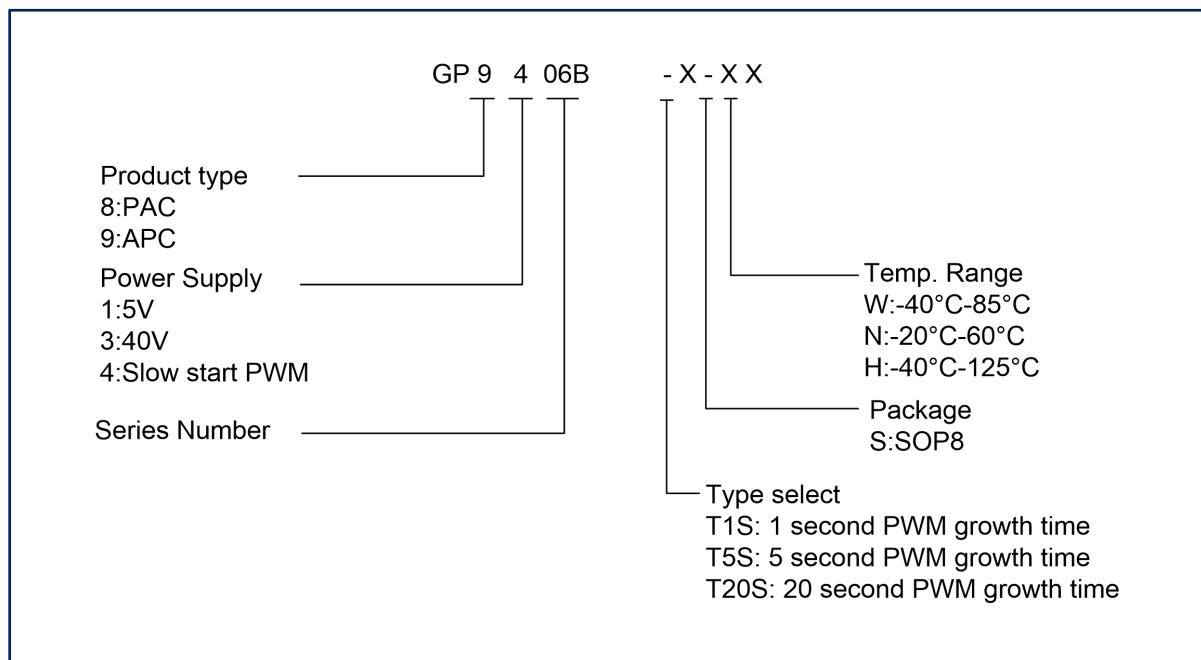 GP 9 4 06B - X - X X
Product type
8:PAC
9:APC
Power Supply
1:5V
3:40V
4:Slow start PWM
Series Number
Temp. Range
W:-40°C-85°C
N:-20°C-60°C
H:-40°C-125°C
Package
S:SOP8
Type select
T1S: 1 second PWM growth time
T5S: 5 second PWM growth time
T20S: 20 second PWM growth time